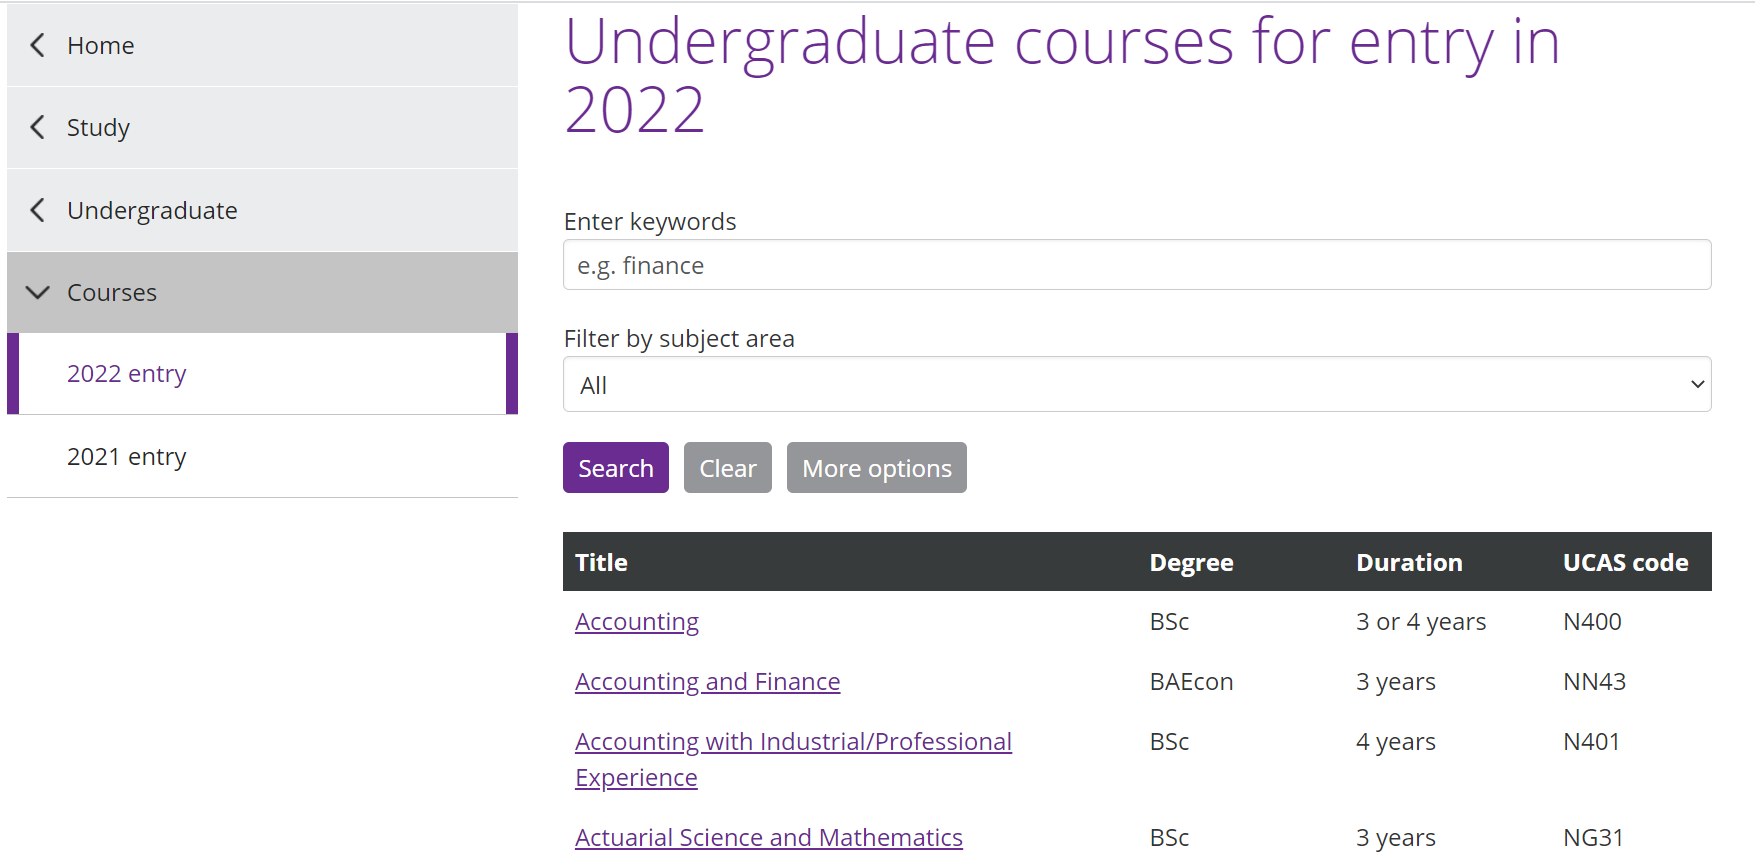 Home
Study
Undergraduate
Courses
2022 entry
2021 entry
Undergraduate courses for entry in
2022
Enter keywords
e.g. finance
Filter by subject area
All
Search Clear More options
Title Degree Duration UCAS code
Accounting BSc 3 or 4 years N400
Accounting and Finance BAEcon 3 years NN43
Accounting with Industrial/Professional BSc 4 years N401
Experience
Actuarial Science and Mathematics BSc 3 years NG31